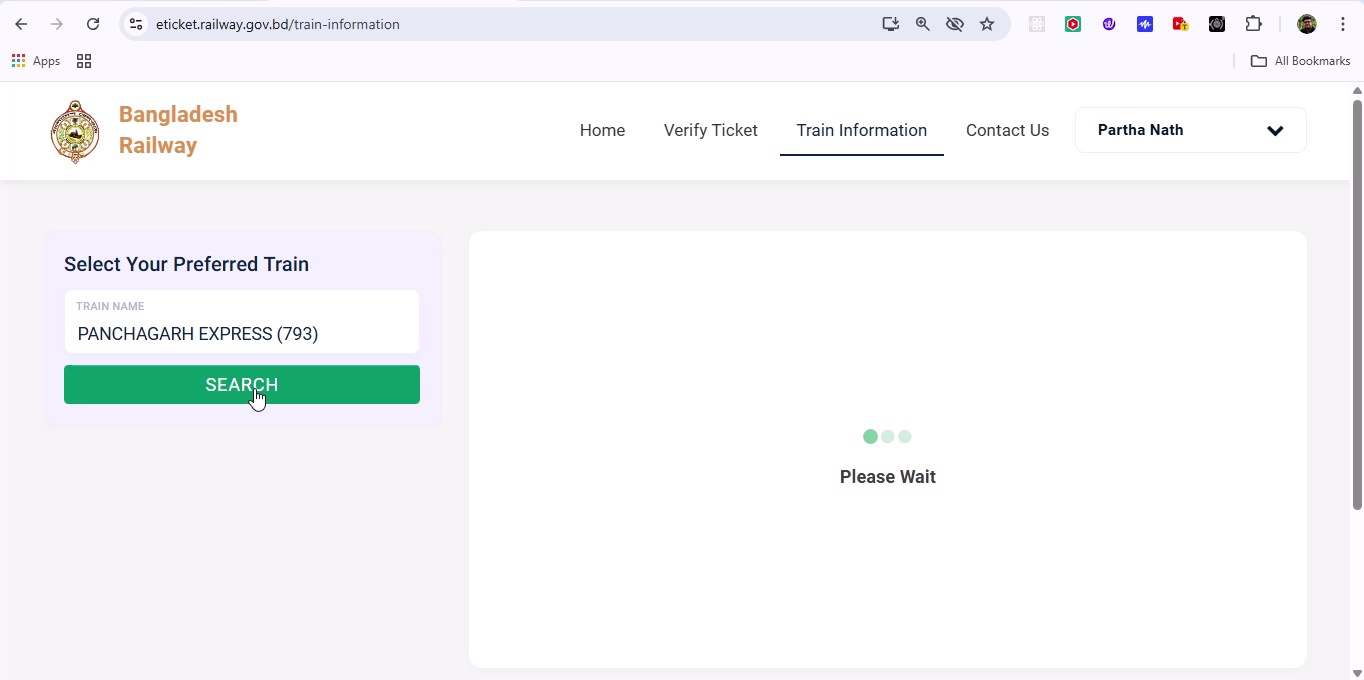 eticket.railway.gov.bd/train-information
Apps
All Bookmarks
Bangladesh
Railway
Home
Verify Ticket
Train Information
Contact Us
Partha Nath
Select Your Preferred Train
TRAIN NAME
PANCHAGARH EXPRESS (793)
SEARCH
Please Wait